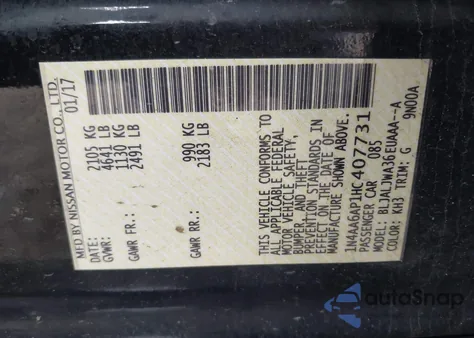 MFD BY NISSAN MOTOR CO., LTD. 01/17
GVWR: 2105 KG
4641 LB
GAWR FR.: 1130 KG
2491 LB
GAWR RR.: 990 KG
2183 LB
THIS VEHICLE CONFORMS TO
ALL APPLICABLE FEDERAL
MOTOR VEHICLE SAFETY,
BUMPER, AND THEFT
PREVENTION STANDARDS IN
EFFECT ON THE DATE OF
MANUFACTURE SHOWN ABOVE.
1N4AA6AP1HC407731
PASSENGER CAR 085
MODEL: BLJALJWA36EUAAA--A
COLOR: KH3 TRIM: G 9N00A
autoSnap